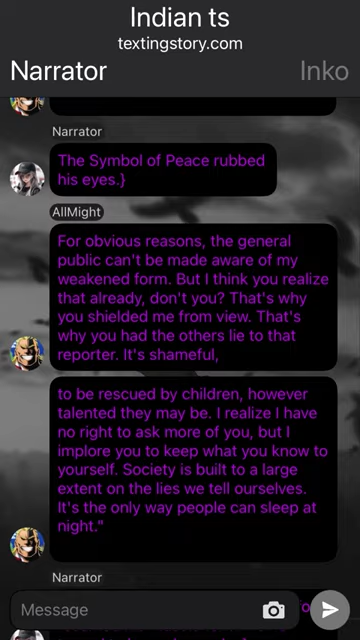 Indian ts
textingstory.com
Narrator
Inko
Narrator
The Symbol of Peace rubbed
his eyes.}
AllMight
For obvious reasons, the general
public can't be made aware of my
weakened form. But I think you realize
that already, don't you? That's why
you shielded me from view. That's
why you had the others lie to that
reporter. It's shameful,
to be rescued by children, however
talented they may be. I realize I have
no right to ask more of you, but I
implore you to keep what you know to
yourself. Society is built to a large
extent on the lies we tell ourselves.
It's the only way people can sleep at
night."
Narrator
Message